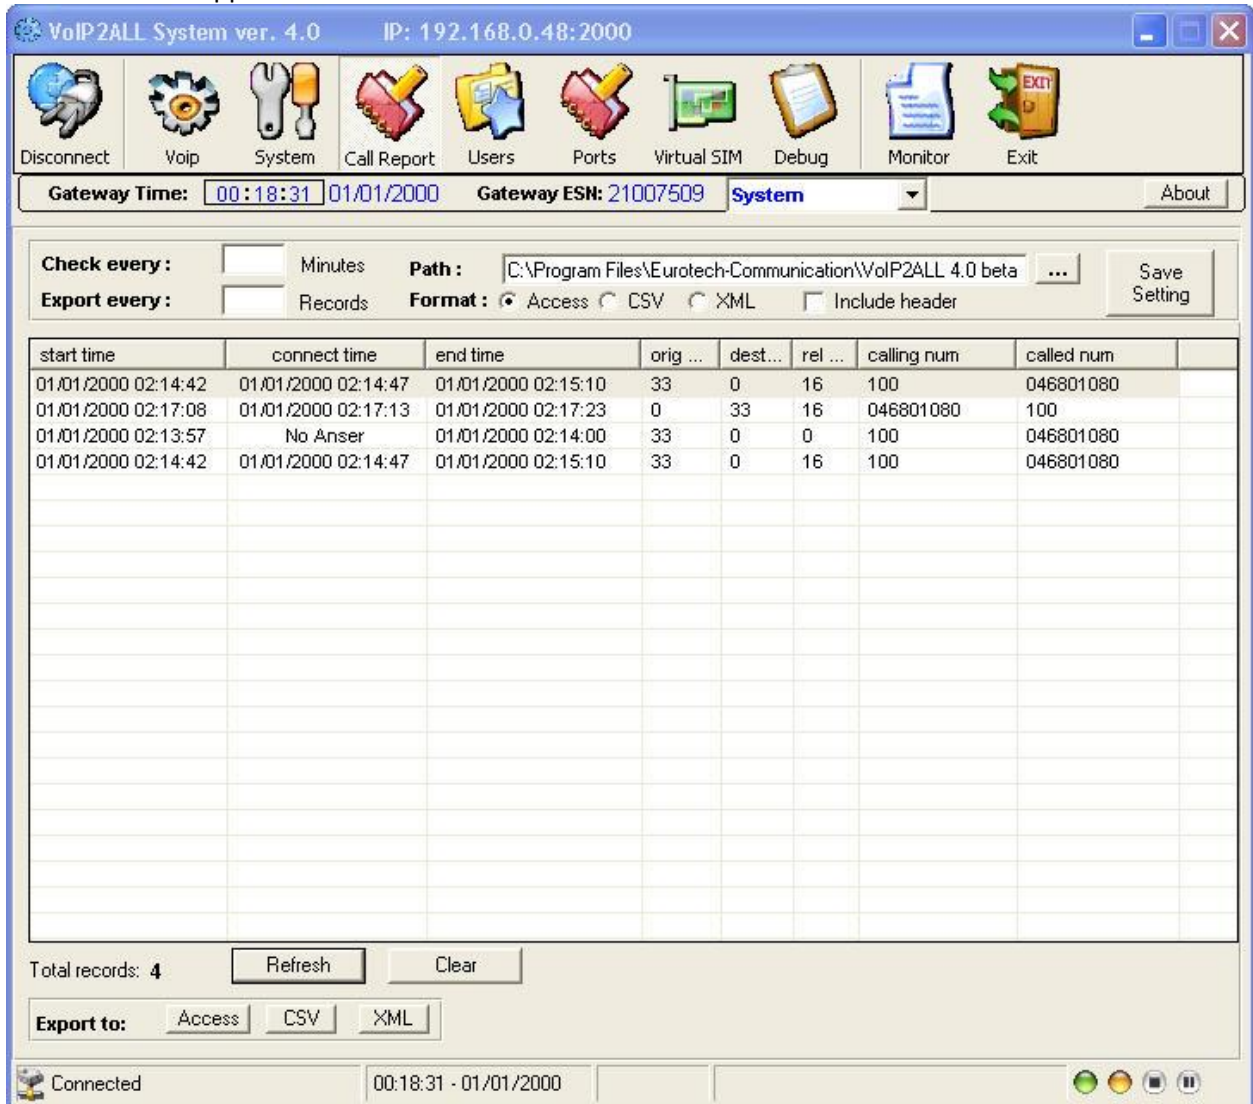 VoIP2ALL System ver. 4.0 IP: 192.168.0.48:2000
Disconnect Voip System Call Report Users Ports Virtual SIM Debug Monitor EXIT Exit
Gateway Time: 00:18:31 01/01/2000 Gateway ESN: 21007509 System About
Check every : Minutes Path : C:\Program Files\Eurotech-Communication\VoIP2ALL 4.0 beta ... Save Setting
Export every : Records Format : Access CSV XML Include header
start time connect time end time orig ... dest... rel ... calling num called num
01/01/2000 02:14:42 01/01/2000 02:14:47 01/01/2000 02:15:10 33 0 16 100 046801080
01/01/2000 02:17:08 01/01/2000 02:17:13 01/01/2000 02:17:23 0 33 16 046801080 100
01/01/2000 02:13:57 No Anser 01/01/2000 02:14:00 33 0 0 100 046801080
01/01/2000 02:14:42 01/01/2000 02:14:47 01/01/2000 02:15:10 33 0 16 100 046801080
Total records: 4 Refresh Clear
Export to: Access CSV XML
Connected 00:18:31 - 01/01/2000